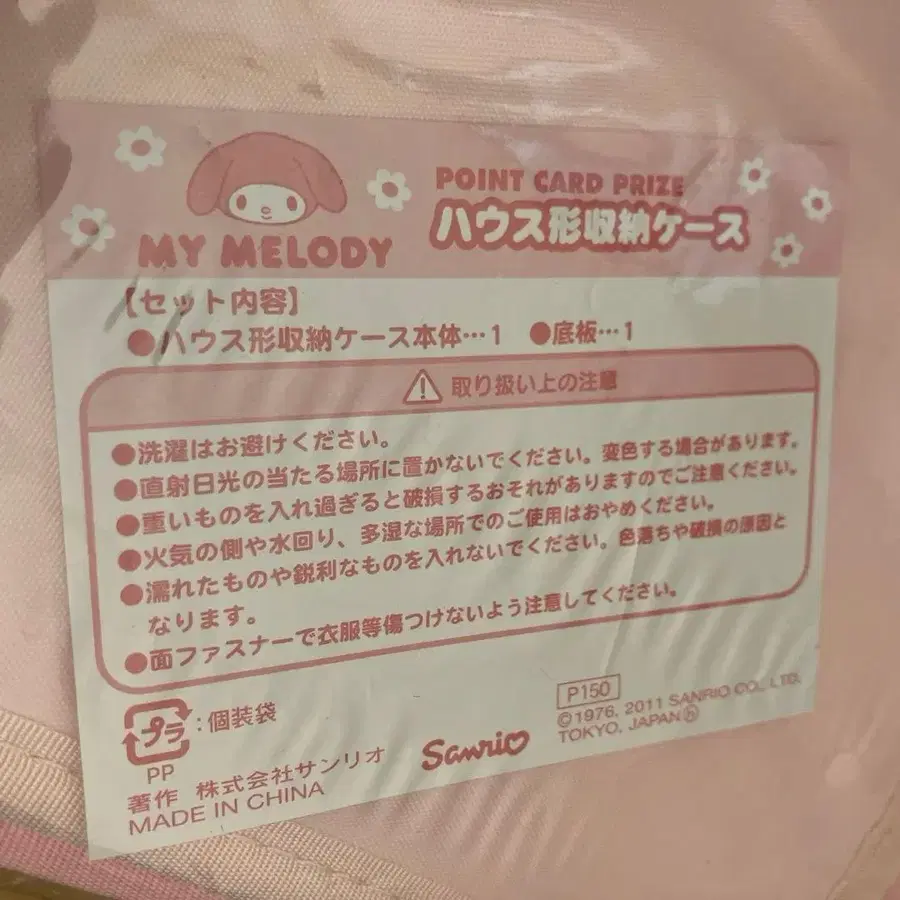 MY MELODY
POINT CARD PRIZE
ハウス形収納ケース
【セット内容】
●ハウス形収納ケース本体…1 ●底板…1
⚠ 取り扱い上の注意
●洗濯はお避けください。
●直射日光の当たる場所に置かないでください。変色する場合があります。
●重いものを入れ過ぎると破損するおそれがありますのでご注意ください。
●火気の側や水回り、多湿な場所でのご使用はおやめください。
●濡れたものや鋭利なものを入れないでください。色落ちや破損の原因と
なります。
●面ファスナーで衣服等傷つけないよう注意してください。
プラ :個装袋
PP
著作 株式会社サンリオ
MADE IN CHINA
Sanrio
P150
©1976, 2011 SANRIO CO., LTD.
TOKYO, JAPAN Ⓗ